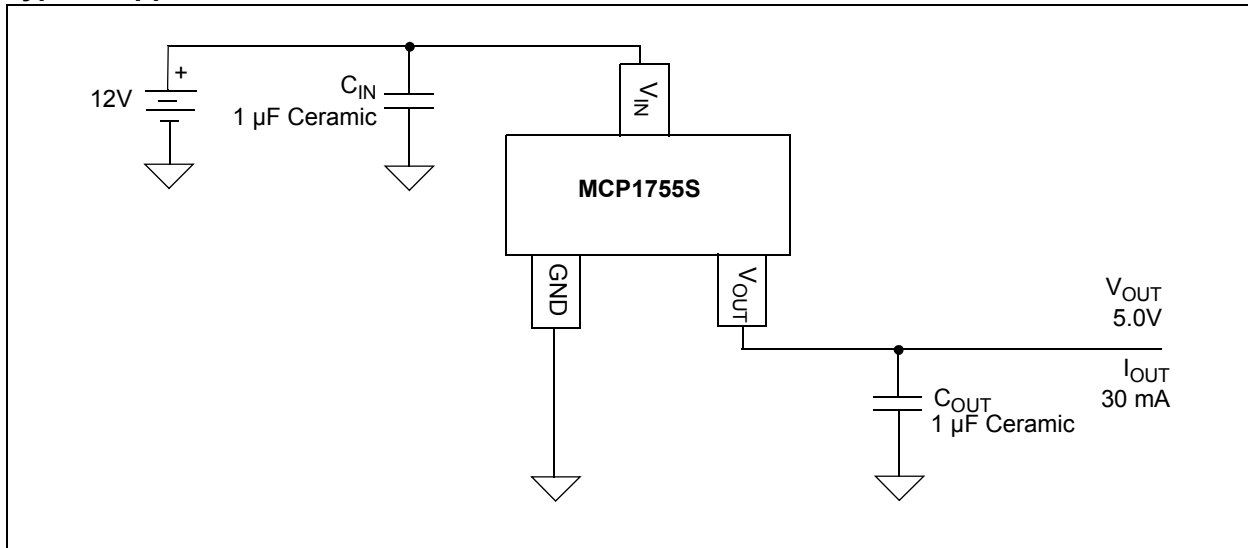 +
12V
C_IN
1 µF Ceramic
V_IN
MCP1755S
GND
V_OUT
V_OUT
5.0V
I_OUT
30 mA
C_OUT
1 µF Ceramic